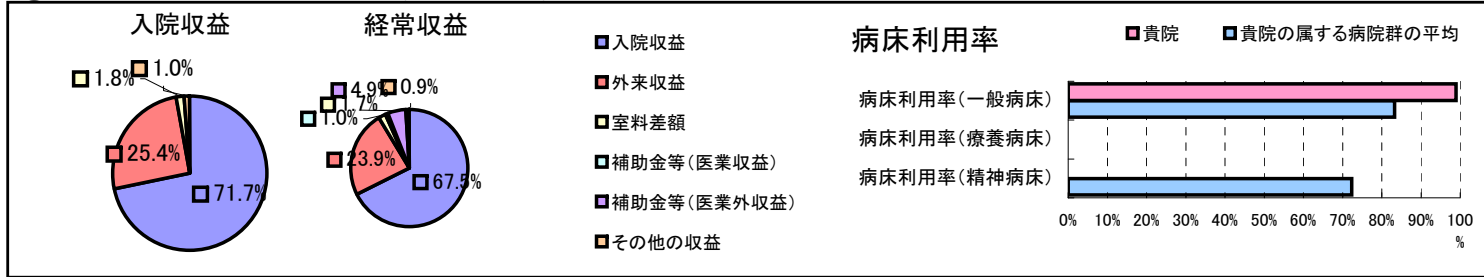 入院収益
1.8%
1.0%
25.4%
71.7%
経常収益
4.9%
0.9%
1.0%
23.9%
67.5%
入院収益
外来収益
室料差額
補助金等(医業収益)
補助金等(医業外収益)
その他の収益
病床利用率
貴院
貴院の属する病院群の平均
病床利用率(一般病床)
病床利用率(療養病床)
病床利用率(精神病床)
0% 10% 20% 30% 40% 50% 60% 70% 80% 90% 100
%